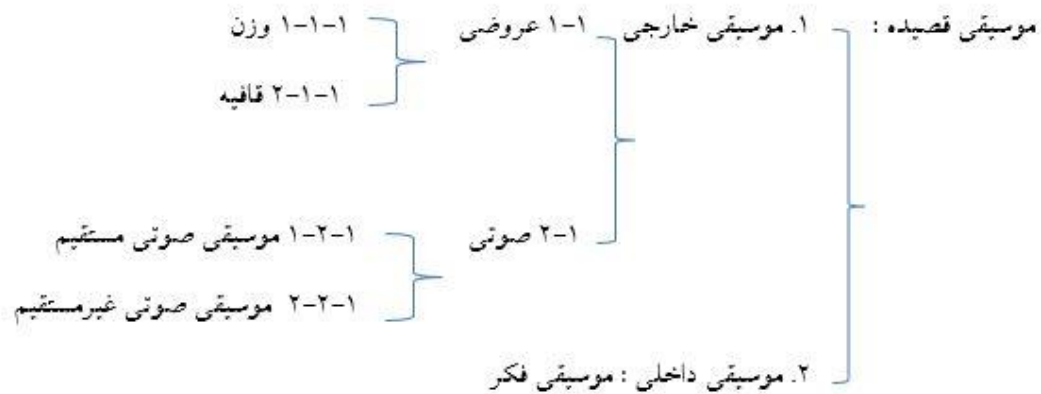 موسیقی قصیده : ۱. موسیقی خارجی ۱-۱ عروضی ۱-۱-۱ وزن
۲-۱-۱ قافیه
۲-۱ صوتی ۱-۲-۱ موسیقی صوتی مستقیم
۲-۲-۱ موسیقی صوتی غیرمستقیم
۲. موسیقی داخلی : موسیقی فکر